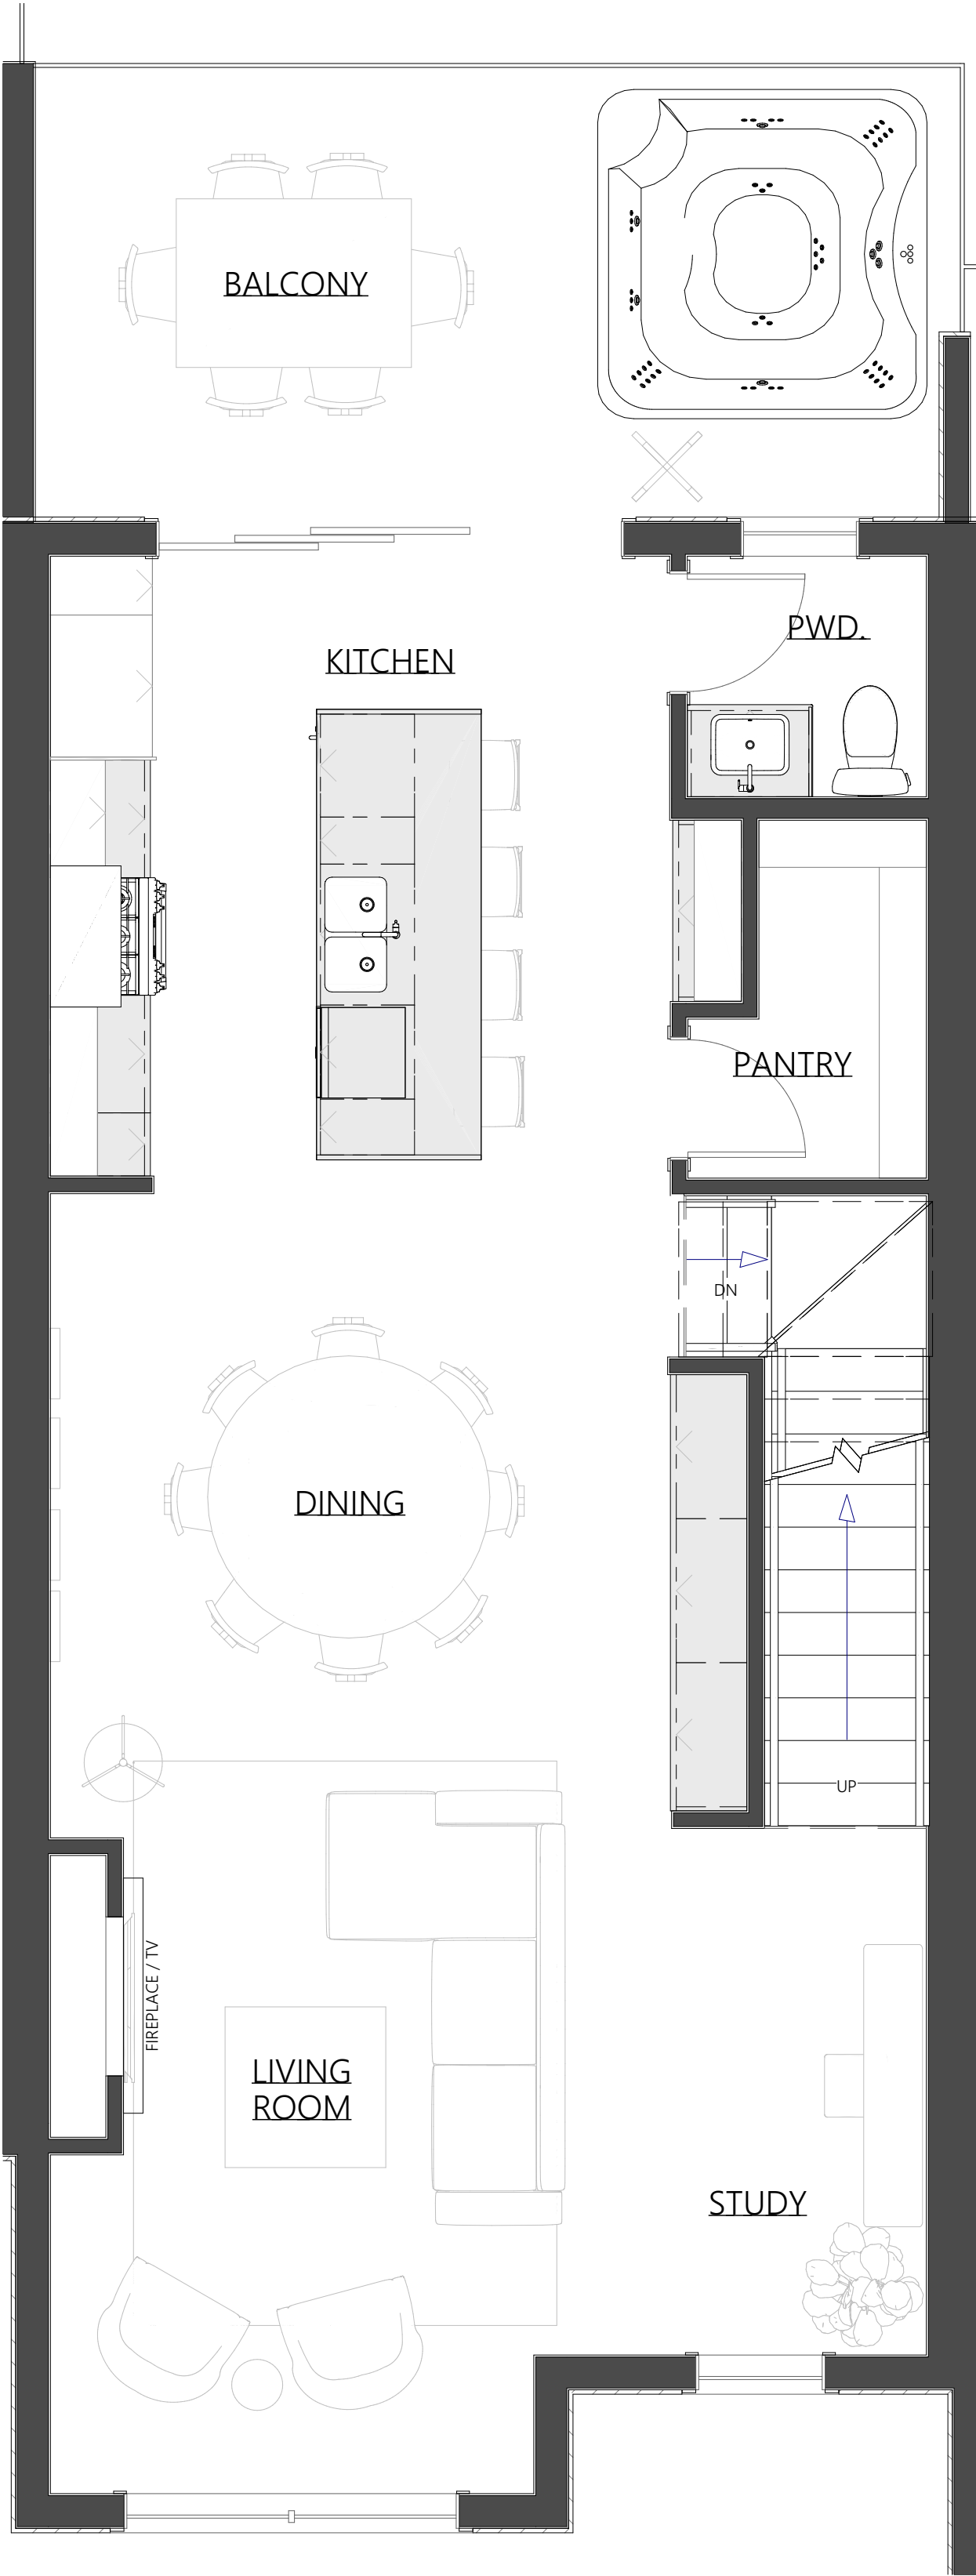 BALCONY
PWD.
KITCHEN
PANTRY
DN
DINING
UP
FIREPLACE / TV
LIVING
ROOM
STUDY